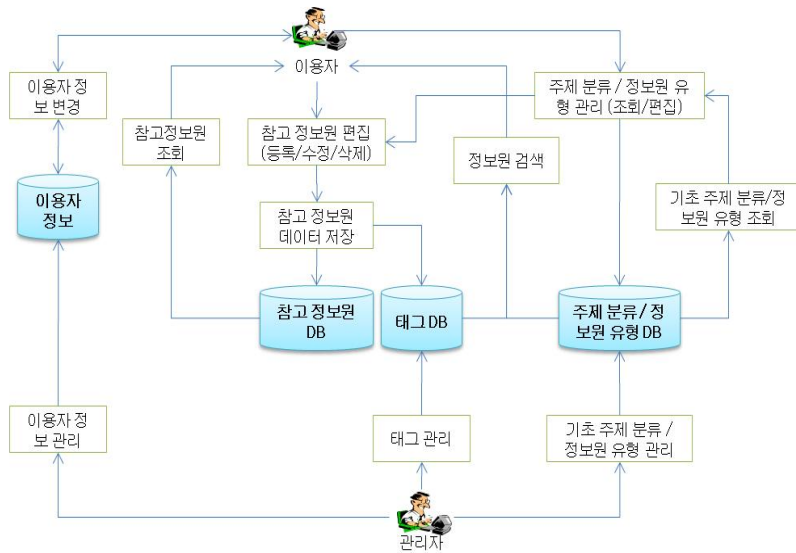 이용자
이용자 정
보 변경
참고정보원
조회
참고 정보원 편집
(등록/수정/삭제)
정보원 검색
주제 분류 / 정보원 유
형 관리 (조회/편집)
기초 주제 분류/정
보원 유형 조회
이용자
정보
참고 정보원
데이터 저장
참고 정보원
DB
태그 DB
주제 분류 / 정
보원 유형 DB
이용자 정
보 관리
태그 관리
기초 주제 분류 /
정보원 유형 관리
관리자